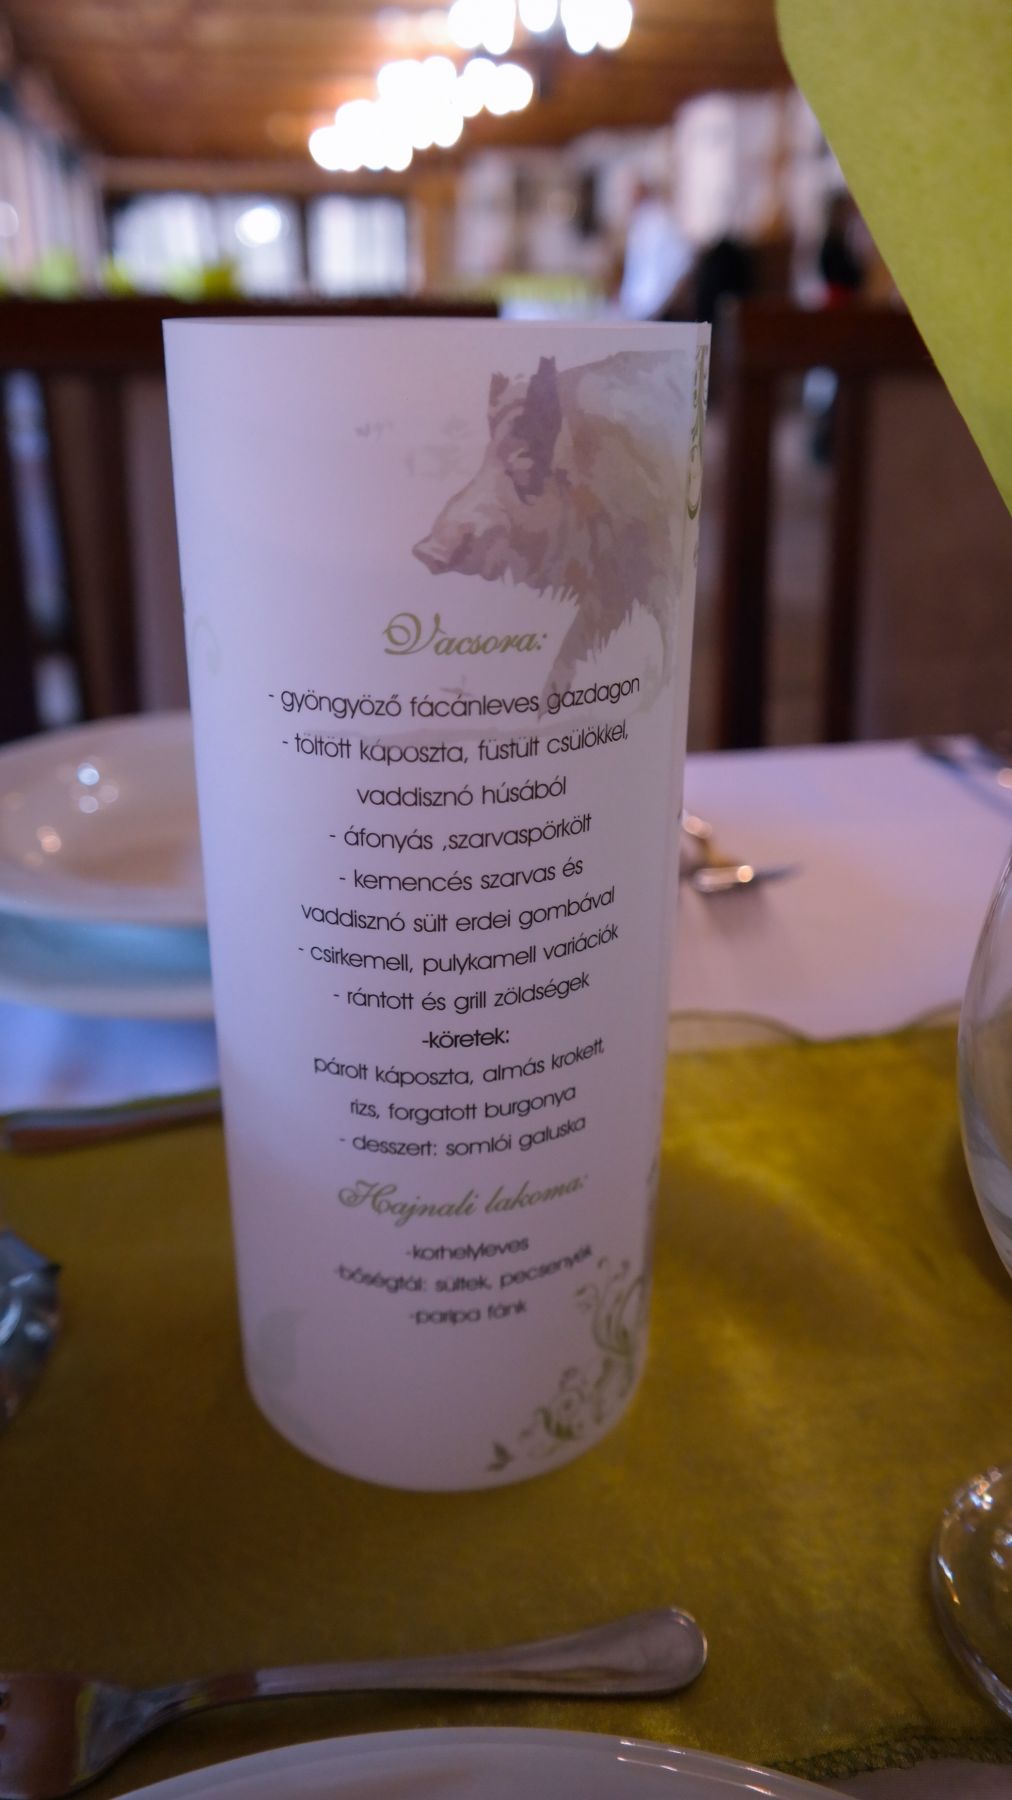 Vacsora:
- gyöngyöző fácánleves gazdagon
- töltött káposzta, füstült csülökkel,
vaddisznó húsából
- áfonyás ,szarvaspörkölt
- kemencés szarvas és
vaddisznó sült erdei gombával
- csirkemell, pulykamell variációk
- rántott és grill zöldségek
-köretek:
párolt káposzta, almás krokett,
rizs, forgatott burgonya
- desszert: somlói galuska
Hajnali lakoma:
-korhelyleves
-bőségtál: sültek, pecsenyék
-paripa fánk